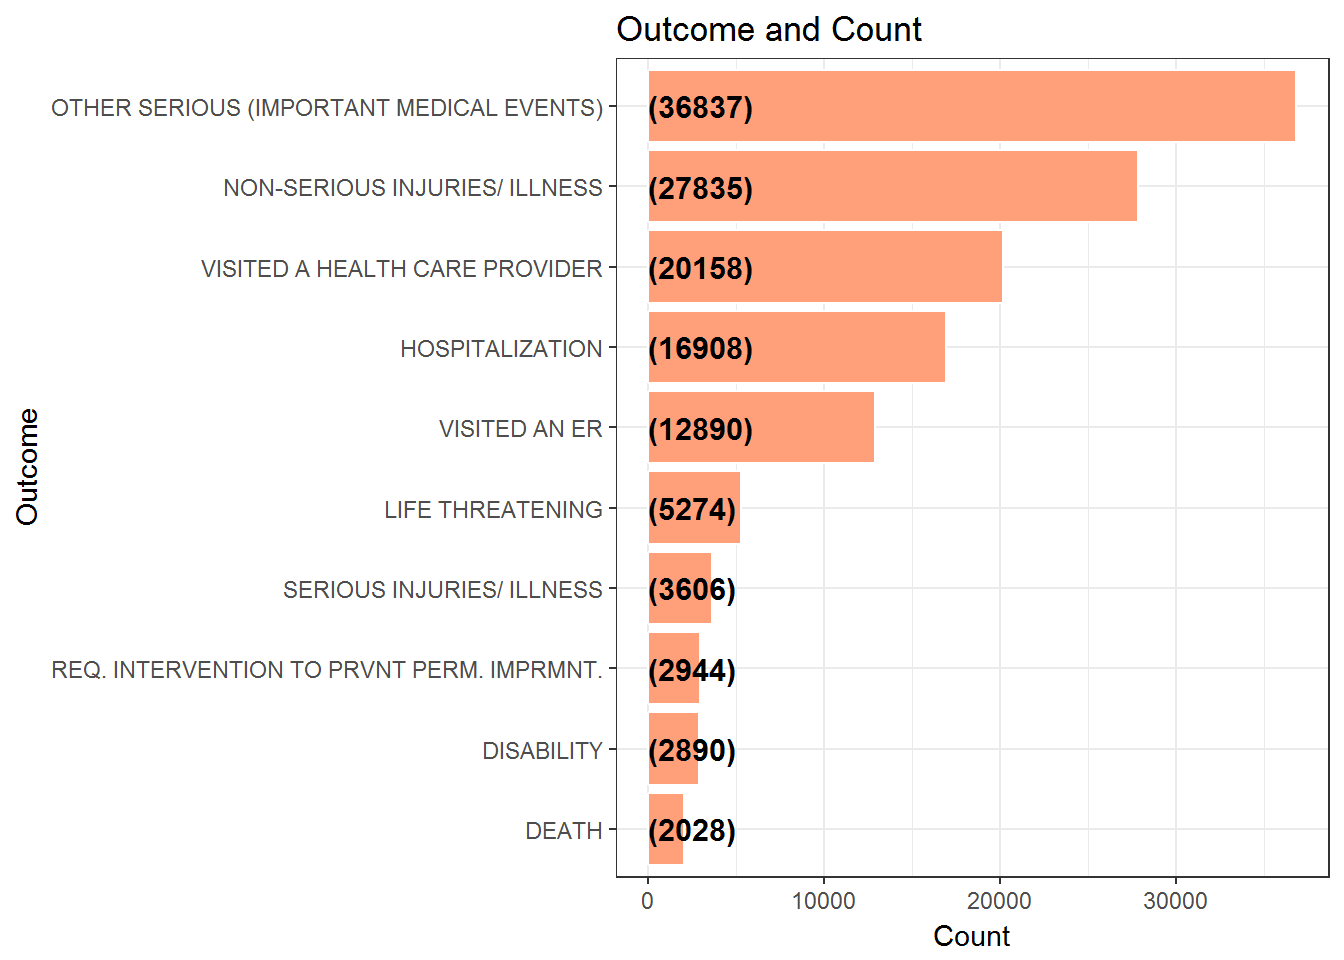 Outcome and Count
OTHER SERIOUS (IMPORTANT MEDICAL EVENTS) (36837)
NON-SERIOUS INJURIES/ ILLNESS (27835)
VISITED A HEALTH CARE PROVIDER (20158)
HOSPITALIZATION (16908)
VISITED AN ER (12890)
LIFE THREATENING (5274)
SERIOUS INJURIES/ ILLNESS (3606)
REQ. INTERVENTION TO PRVNT PERM. IMPRMNT. (2944)
DISABILITY (2890)
DEATH (2028)
Outcome
0 10000 20000 30000
Count